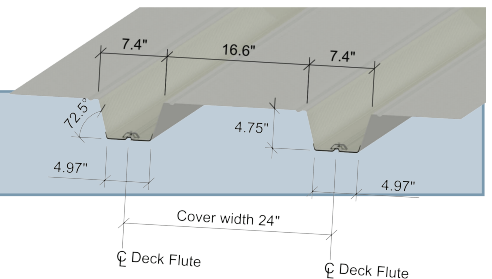 7.4"
16.6"
7.4"
72.5°
4.75"
4.97"
4.97"
Cover width 24"
℄ Deck Flute
℄ Deck Flute